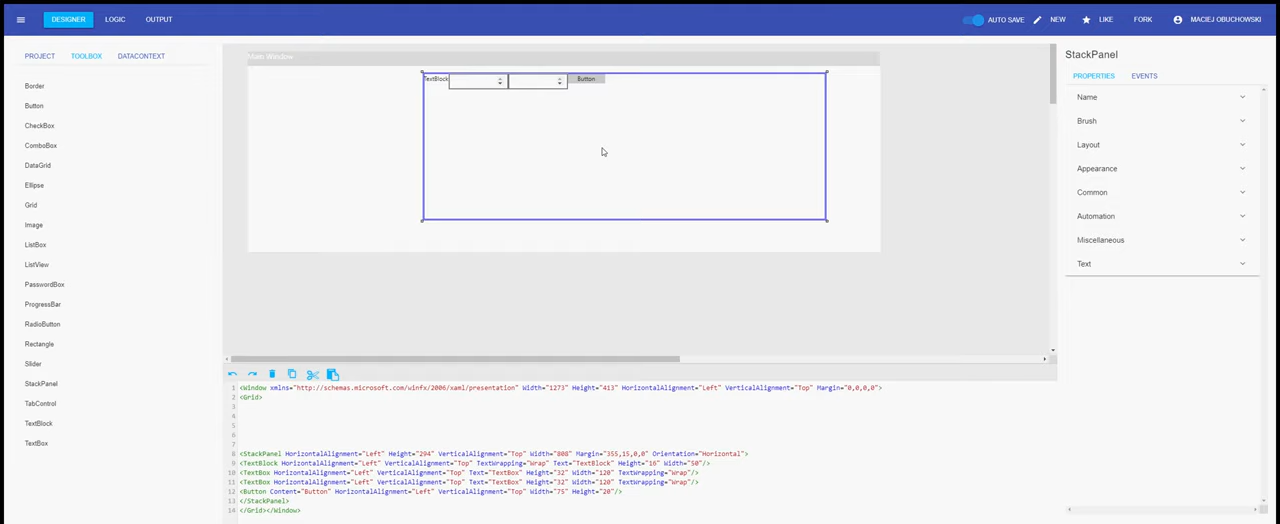 DESIGNER LOGIC OUTPUT AUTO SAVE NEW LIKE FORK MACIEJ OBUCHOWSKI
PROJECT TOOLBOX DATACONTEXT
Border
Button
CheckBox
ComboBox
DataGrid
Ellipse
Grid
Image
ListBox
ListView
PasswordBox
ProgressBar
RadioButton
Rectangle
Slider
StackPanel
TabControl
TextBlock
TextBox
Main Window
TextBlock Button
1 <Window xmlns="http://schemas.microsoft.com/winfx/2006/xaml/presentation" Width="1273" Height="413" HorizontalAlignment="Left" VerticalAlignment="Top" Margin="0,0,0,0">
2 <Grid>
3
4
5
6
7
8 <StackPanel HorizontalAlignment="Left" Height="294" VerticalAlignment="Top" Width="808" Margin="355,15,0,0" Orientation="Horizontal">
9 <TextBlock HorizontalAlignment="Left" VerticalAlignment="Top" TextWrapping="Wrap" Text="TextBlock" Height="16" Width="50"/>
10 <TextBox HorizontalAlignment="Left" VerticalAlignment="Top" Text="TextBox" Height="32" Width="120" TextWrapping="Wrap"/>
11 <TextBox HorizontalAlignment="Left" VerticalAlignment="Top" Text="TextBox" Height="32" Width="120" TextWrapping="Wrap"/>
12 <Button Content="Button" HorizontalAlignment="Left" VerticalAlignment="Top" Width="75" Height="20"/>
13 </StackPanel>
14 </Grid></Window>
StackPanel
PROPERTIES EVENTS
Name
Brush
Layout
Appearance
Common
Automation
Miscellaneous
Text